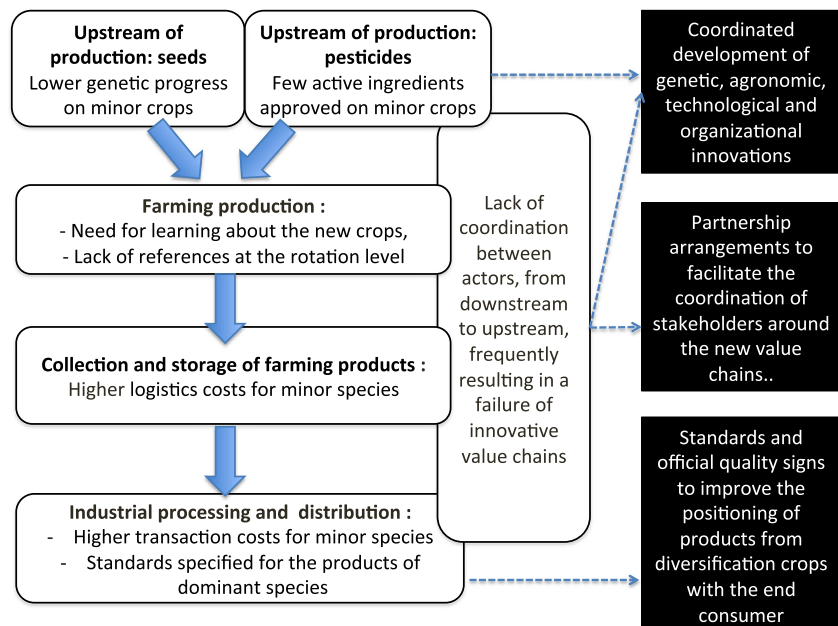 Upstream of
production: seeds
Lower genetic progress
on minor crops
Upstream of production:
pesticides
Few active ingredients
approved on minor crops
Farming production :
- Need for learning about the new crops,
- Lack of references at the rotation level
Collection and storage of farming products :
Higher logistics costs for minor species
Industrial processing and distribution :
- Higher transaction costs for minor species
- Standards specified for the products of
dominant species
Lack of
coordination
between
actors, from
downstream
to upstream,
frequently
resulting in a
failure of
innovative
value chains
Coordinated
development of
genetic, agronomic,
technological and
organizational
innovations
Partnership
arrangements to
facilitate the
coordination of
stakeholders around
the new value
chains..
Standards and
official quality signs
to improve the
positioning of
products from
diversification crops
with the end
consumer